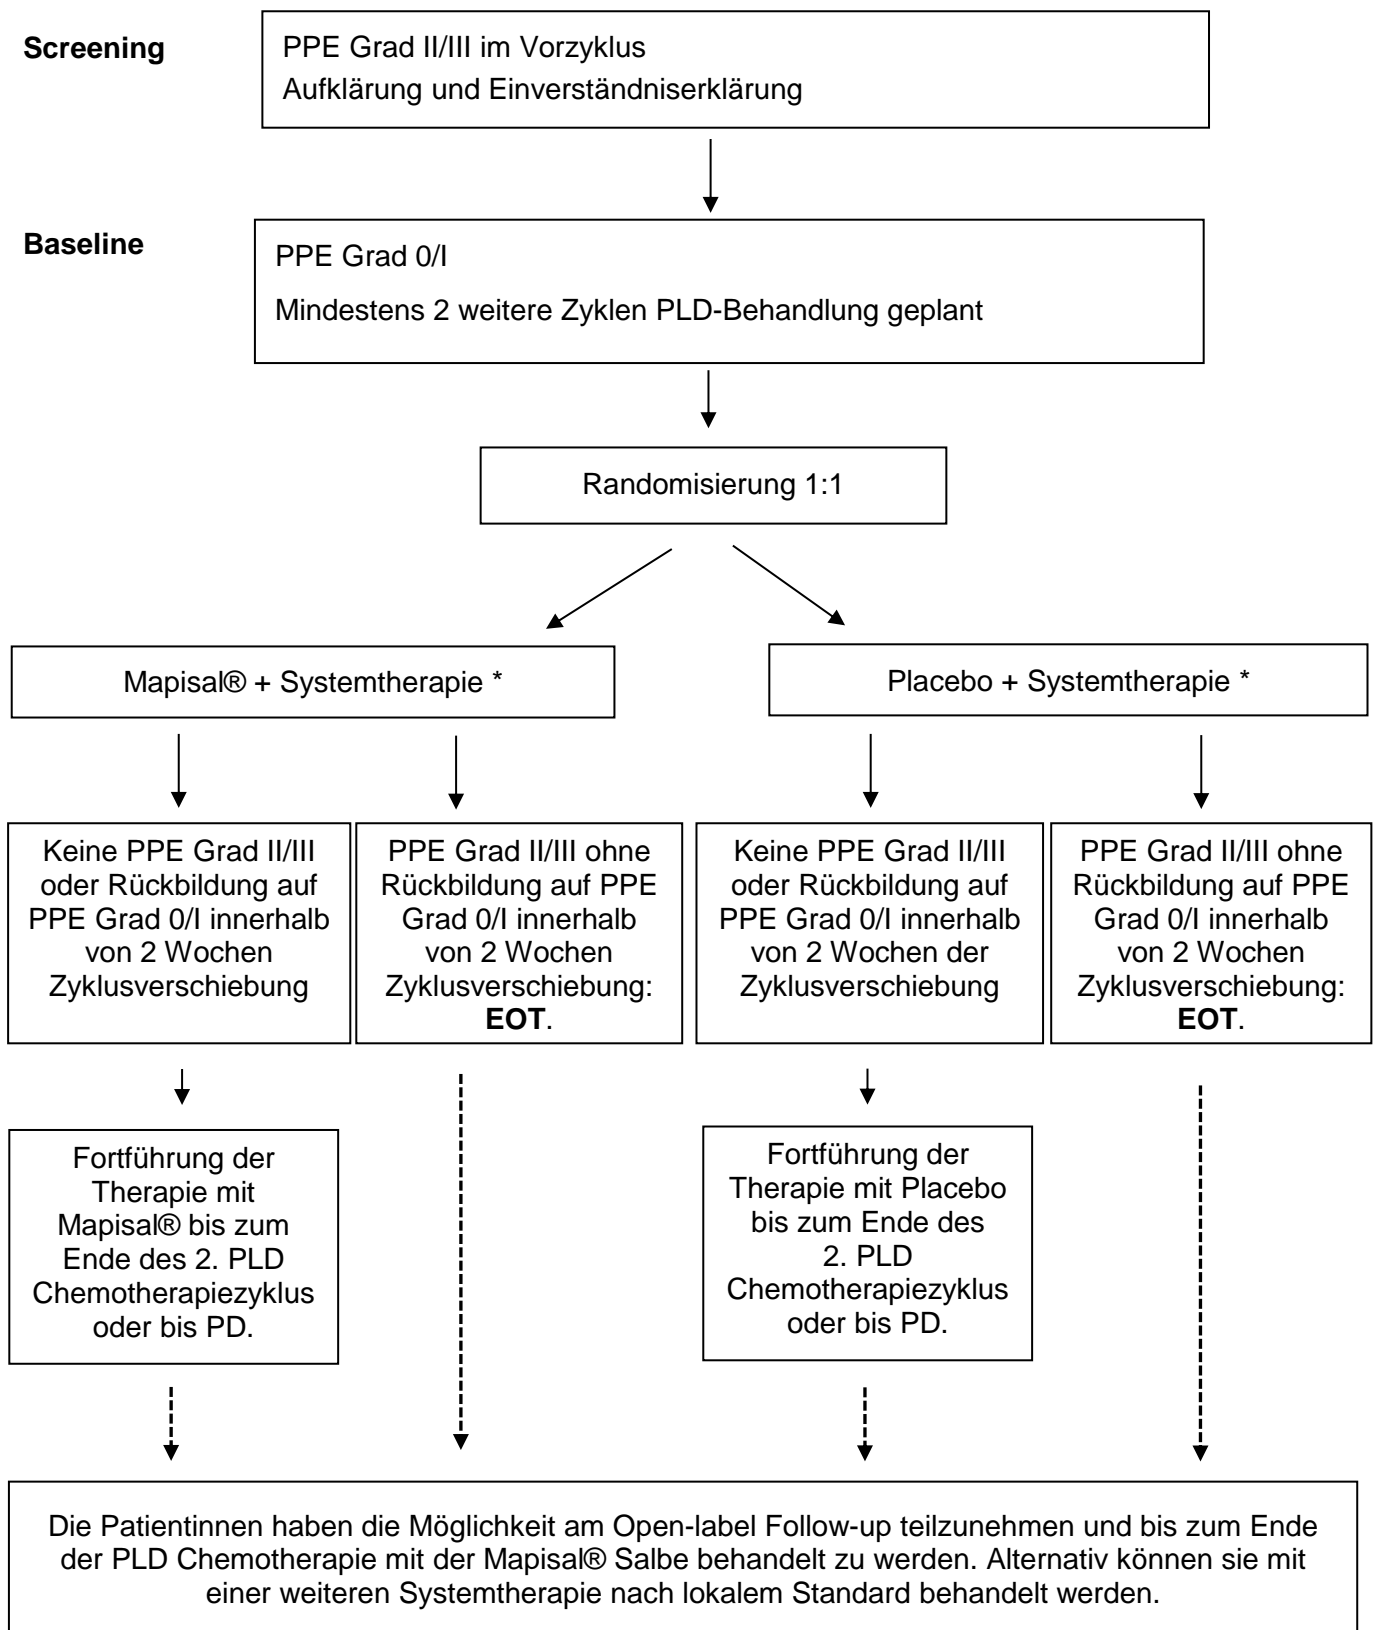 Screening
PPE Grad II/III im Vorzyklus
Aufklärung und Einverständniserklärung
Baseline
PPE Grad 0/I
Mindestens 2 weitere Zyklen PLD-Behandlung geplant
Randomisierung 1:1
Mapisal® + Systemtherapie *
Placebo + Systemtherapie *
Keine PPE Grad II/III
oder Rückbildung auf
PPE Grad 0/I innerhalb
von 2 Wochen
Zyklusverschiebung
PPE Grad II/III ohne
Rückbildung auf PPE
Grad 0/I innerhalb
von 2 Wochen
Zyklusverschiebung:
EOT.
Keine PPE Grad II/III
oder Rückbildung auf
PPE Grad 0/I innerhalb
von 2 Wochen der
Zyklusverschiebung
PPE Grad II/III ohne
Rückbildung auf PPE
Grad 0/I innerhalb
von 2 Wochen
Zyklusverschiebung:
EOT.
Fortführung der
Therapie mit
Mapisal® bis zum
Ende des 2. PLD
Chemotherapiezyklus
oder bis PD.
Fortführung der
Therapie mit Placebo
bis zum Ende des
2. PLD
Chemotherapiezyklus
oder bis PD.
Die Patientinnen haben die Möglichkeit am Open-label Follow-up teilzunehmen und bis zum Ende
der PLD Chemotherapie mit der Mapisal® Salbe behandelt zu werden. Alternativ können sie mit
einer weiteren Systemtherapie nach lokalem Standard behandelt werden.